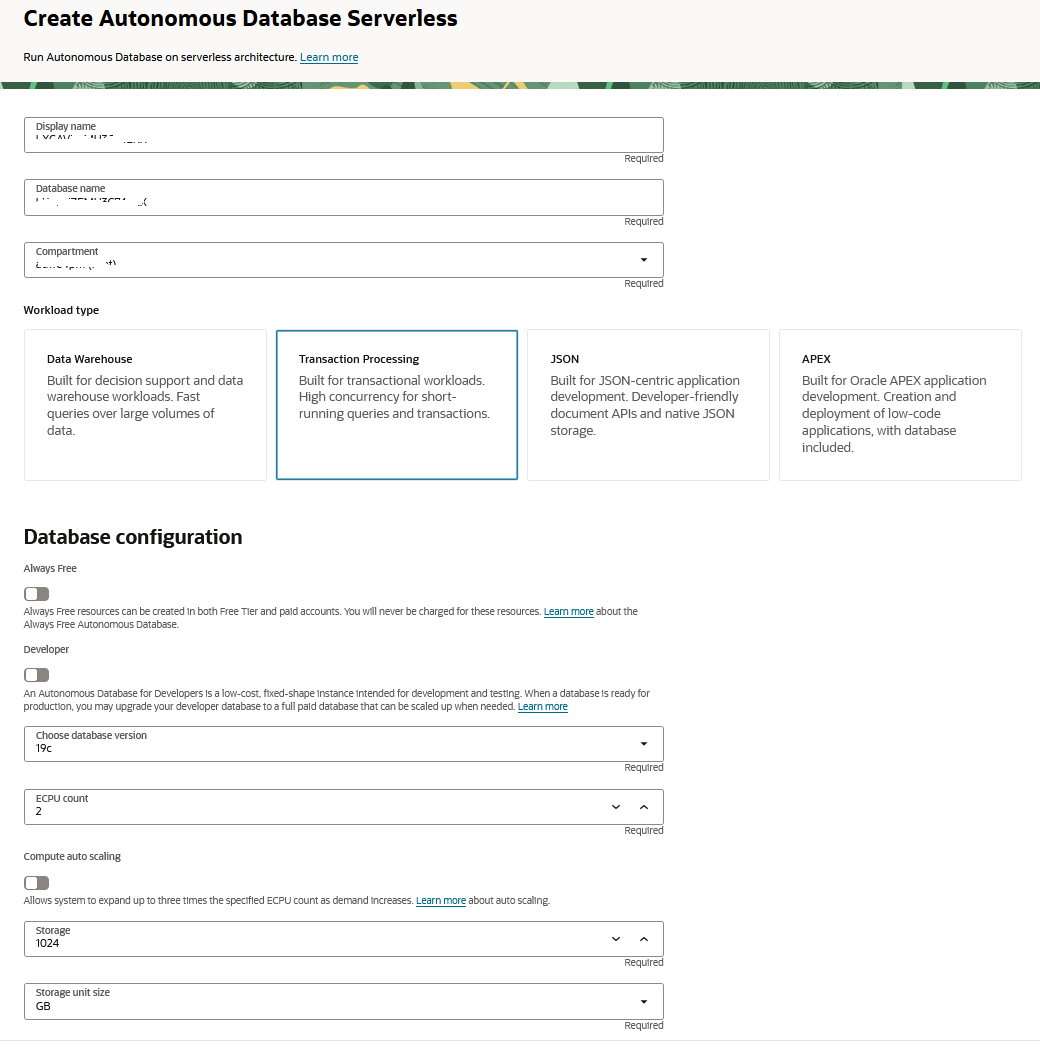 Create Autonomous Database Serverless
Run Autonomous Database on serverless architecture. Learn more
Display name
Required
Database name
Required
Compartment
Required
Workload type
Data Warehouse
Built for decision support and data
warehouse workloads. Fast
queries over large volumes of
data.
Transaction Processing
Built for transactional workloads.
High concurrency for short-
running queries and transactions.
JSON
Built for JSON-centric application
development. Developer-friendly
document APIs and native JSON
storage.
APEX
Built for Oracle APEX application
development. Creation and
deployment of low-code
applications, with database
included.
Database configuration
Always Free
Always Free resources can be created in both Free Tier and paid accounts. You will never be charged for these resources. Learn more about the
Always Free Autonomous Database.
Developer
An Autonomous Database for Developers is a low-cost, fixed-shape instance intended for development and testing. When a database is ready for
production, you may upgrade your developer database to a full paid database that can be scaled up when needed. Learn more
Choose database version
19c
Required
ECPU count
2
Required
Compute auto scaling
Allows system to expand up to three times the specified ECPU count as demand increases. Learn more about auto scaling.
Storage
1024
Required
Storage unit size
GB
Required